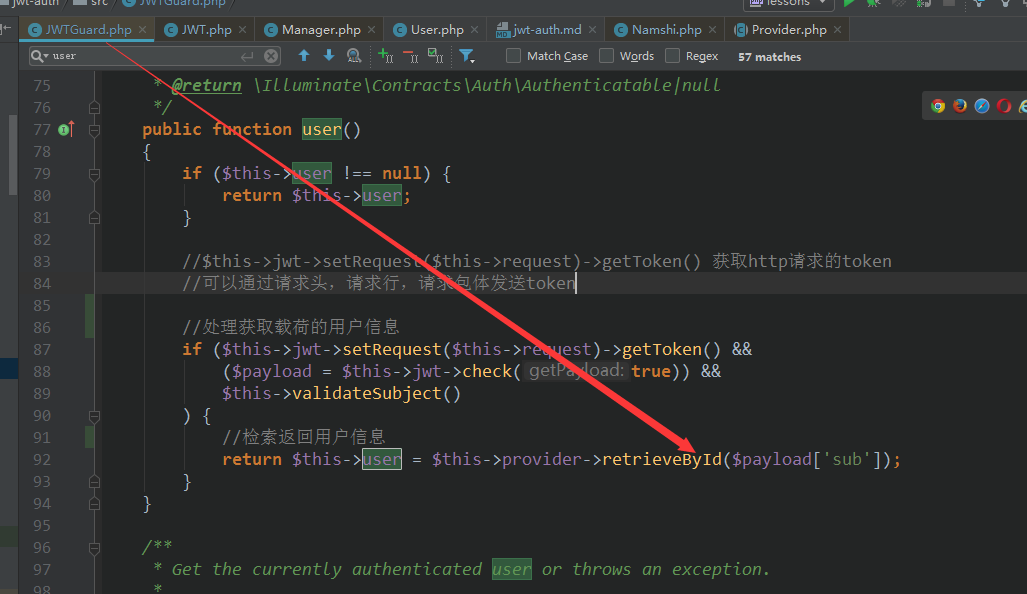 jwt-auth src JWTGuard.php lessons
JWTGuard.php JWT.php Manager.php User.php jwt-auth.md Namshi.php Provider.php
user Match Case Words Regex 57 matches
75 * @return \Illuminate\Contracts\Auth\Authenticatable|null
76 */
77 public function user()
78 {
79 if ($this->user !== null) {
80 return $this->user;
81 }
82
83 //$this->jwt->setRequest($this->request)->getToken() 获取http请求的token
84 //可以通过请求头，请求行，请求包体发送token
85
86 //处理获取载荷的用户信息
87 if ($this->jwt->setRequest($this->request)->getToken() &&
88 ($payload = $this->jwt->check( getPayload: true)) &&
89 $this->validateSubject()
90 ) {
91 //检索返回用户信息
92 return $this->user = $this->provider->retrieveById($payload['sub']);
93 }
94 }
95
96 /**
97 * Get the currently authenticated user or throws an exception.
98 *